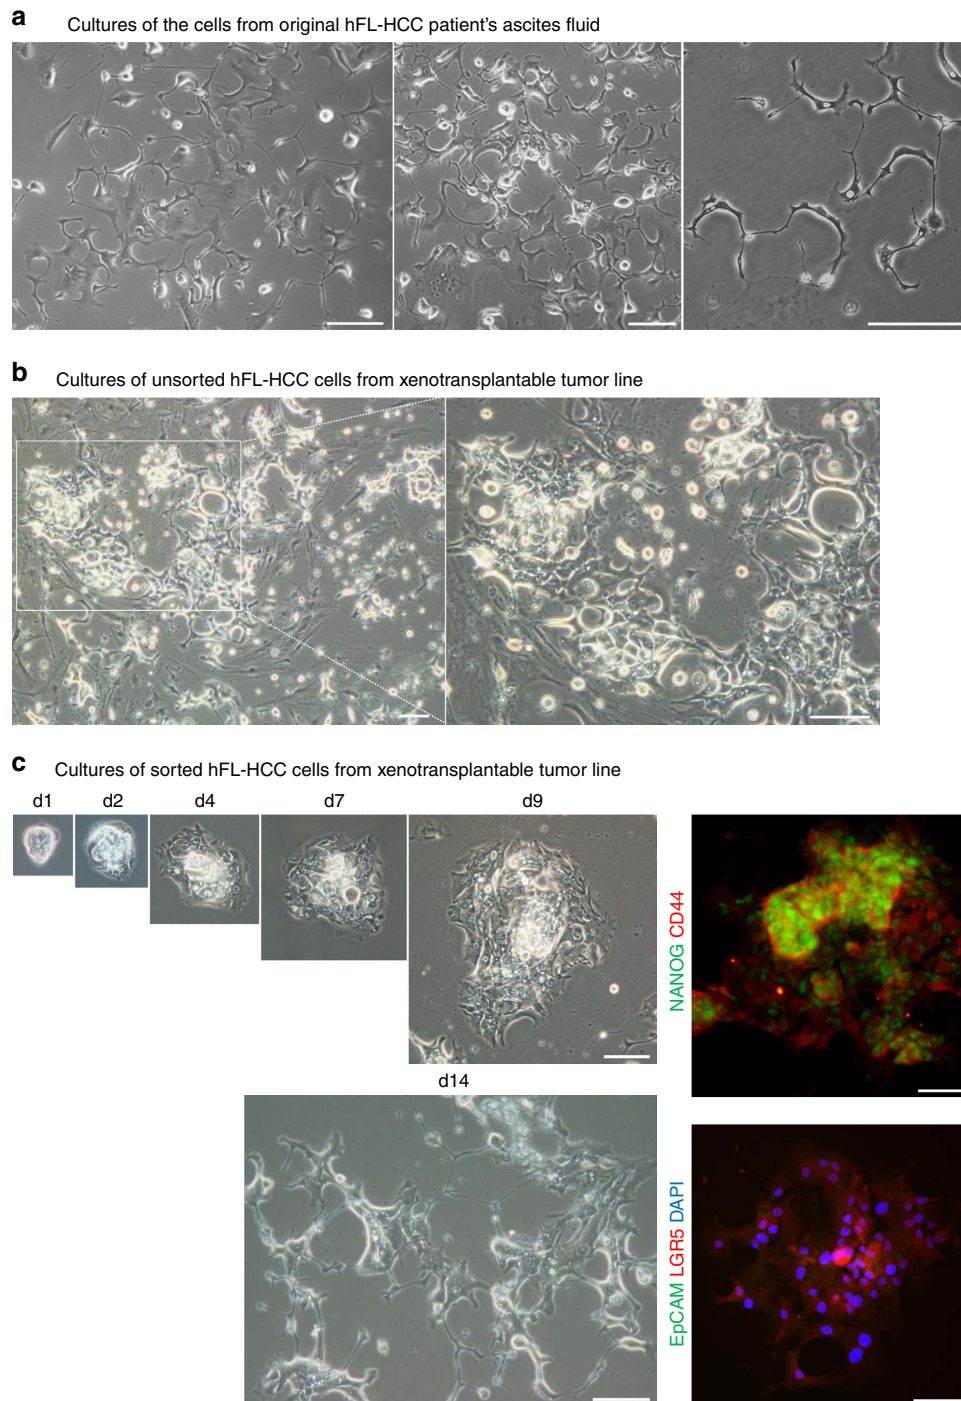 a
Cultures of the cells from original hFL-HCC patient's ascites fluid
b
Cultures of unsorted hFL-HCC cells from xenotransplantable tumor line
c
Cultures of sorted hFL-HCC cells from xenotransplantable tumor line
d1
d2
d4
d7
d9
NANOG CD44
d14
EpCAM LGR5 DAPI